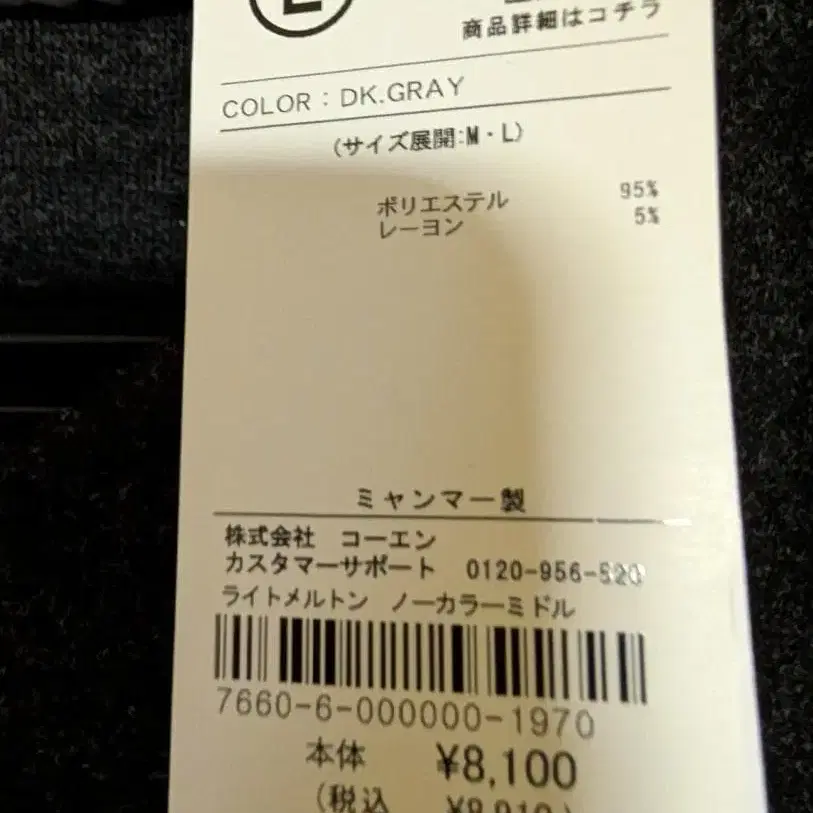 L
商品詳細はコチラ
COLOR : DK.GRAY
(サイズ展開:M・L)
ポリエステル 95%
レーヨン 5%
ミャンマー製
株式会社 コーエン
カスタマーサポート 0120-956-520
ライトメルトン ノーカラーミドル
7660-6-000000-1970
本体 ¥8,100
(税込 ¥8,910)